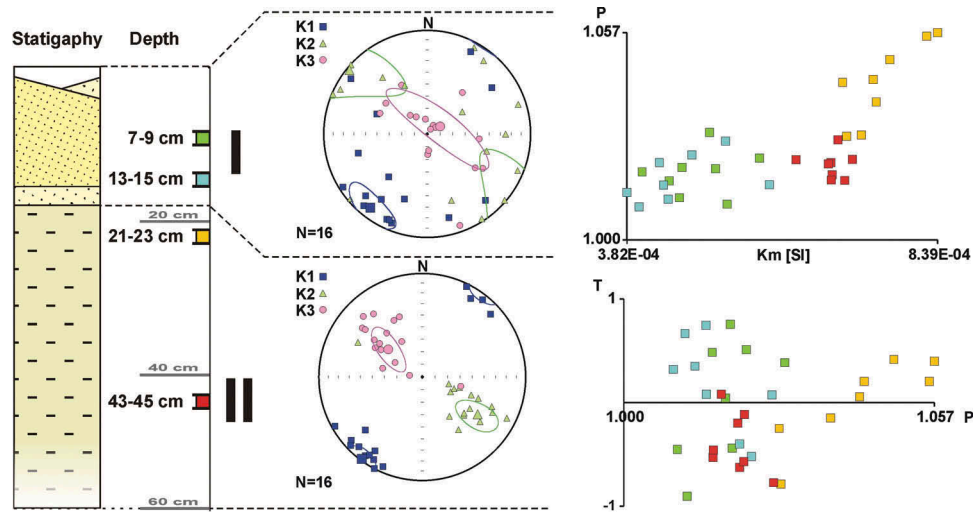 Statigaphy
Depth
7-9 cm
13-15 cm
20 cm
21-23 cm
40 cm
43-45 cm
60 cm
I
II
N
K1
K2
K3
N=16
N
K1
K2
K3
N=16
P
1.057
1.000
3.82E-04
Km [SI]
8.39E-04
T
1
1.000
1.057
P
-1